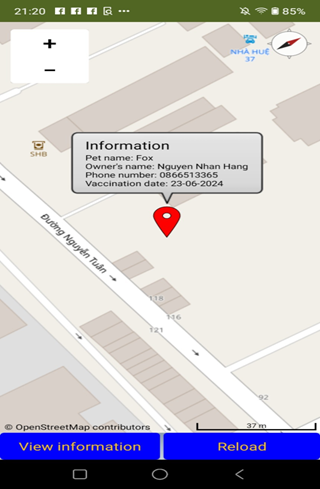 21:20
85%
+
−
NHÀ HUỆ
37
SHB
Information
Pet name: Fox
Owner's name: Nguyen Nhan Hang
Phone number: 0866513365
Vaccination date: 23-06-2024
Đường Nguyễn Tuân
118
116
121
92
© OpenStreetMap contributors
37 m
View information
Reload